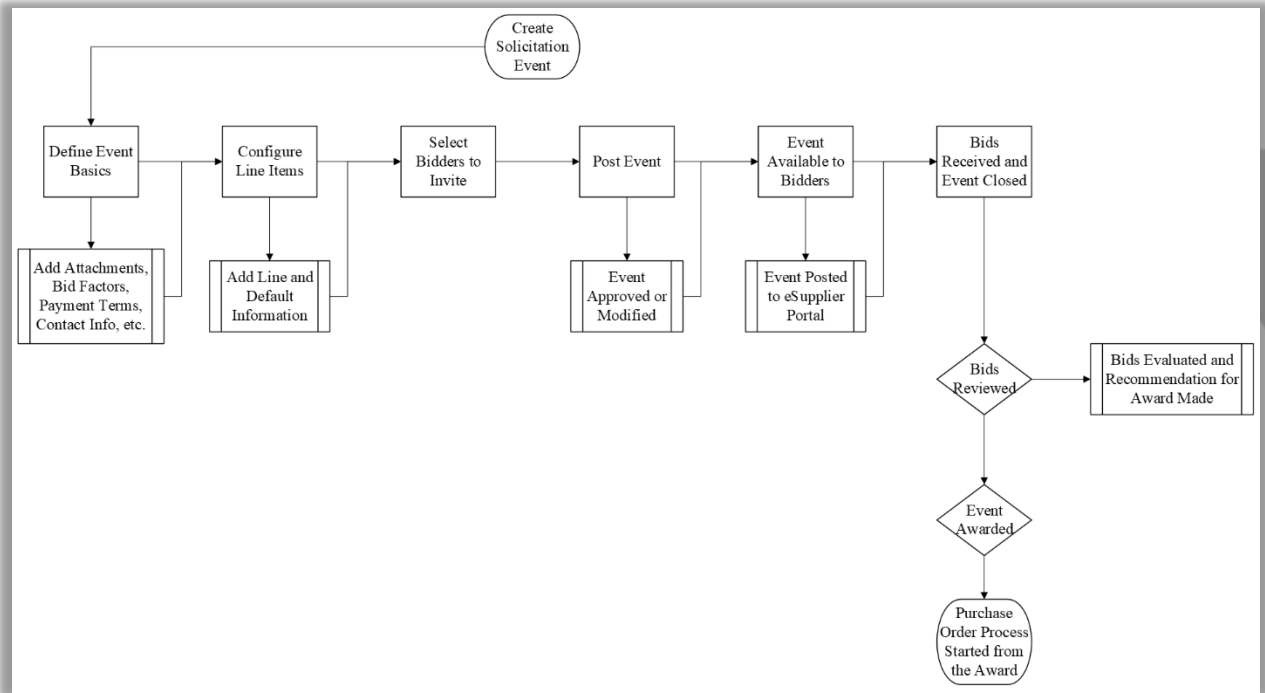 Create
Solicitation
Event
Define Event
Basics
Configure
Line Items
Select
Bidders to
Invite
Post Event
Event
Available to
Bidders
Bids
Received and
Event Closed
Add Attachments,
Bid Factors,
Payment Terms,
Contact Info, etc.
Add Line and
Default
Information
Event
Approved or
Modified
Event Posted
to eSupplier
Portal
Bids
Reviewed
Bids Evaluated and
Recommendation for
Award Made
Event
Awarded
Purchase
Order Process
Started from
the Award